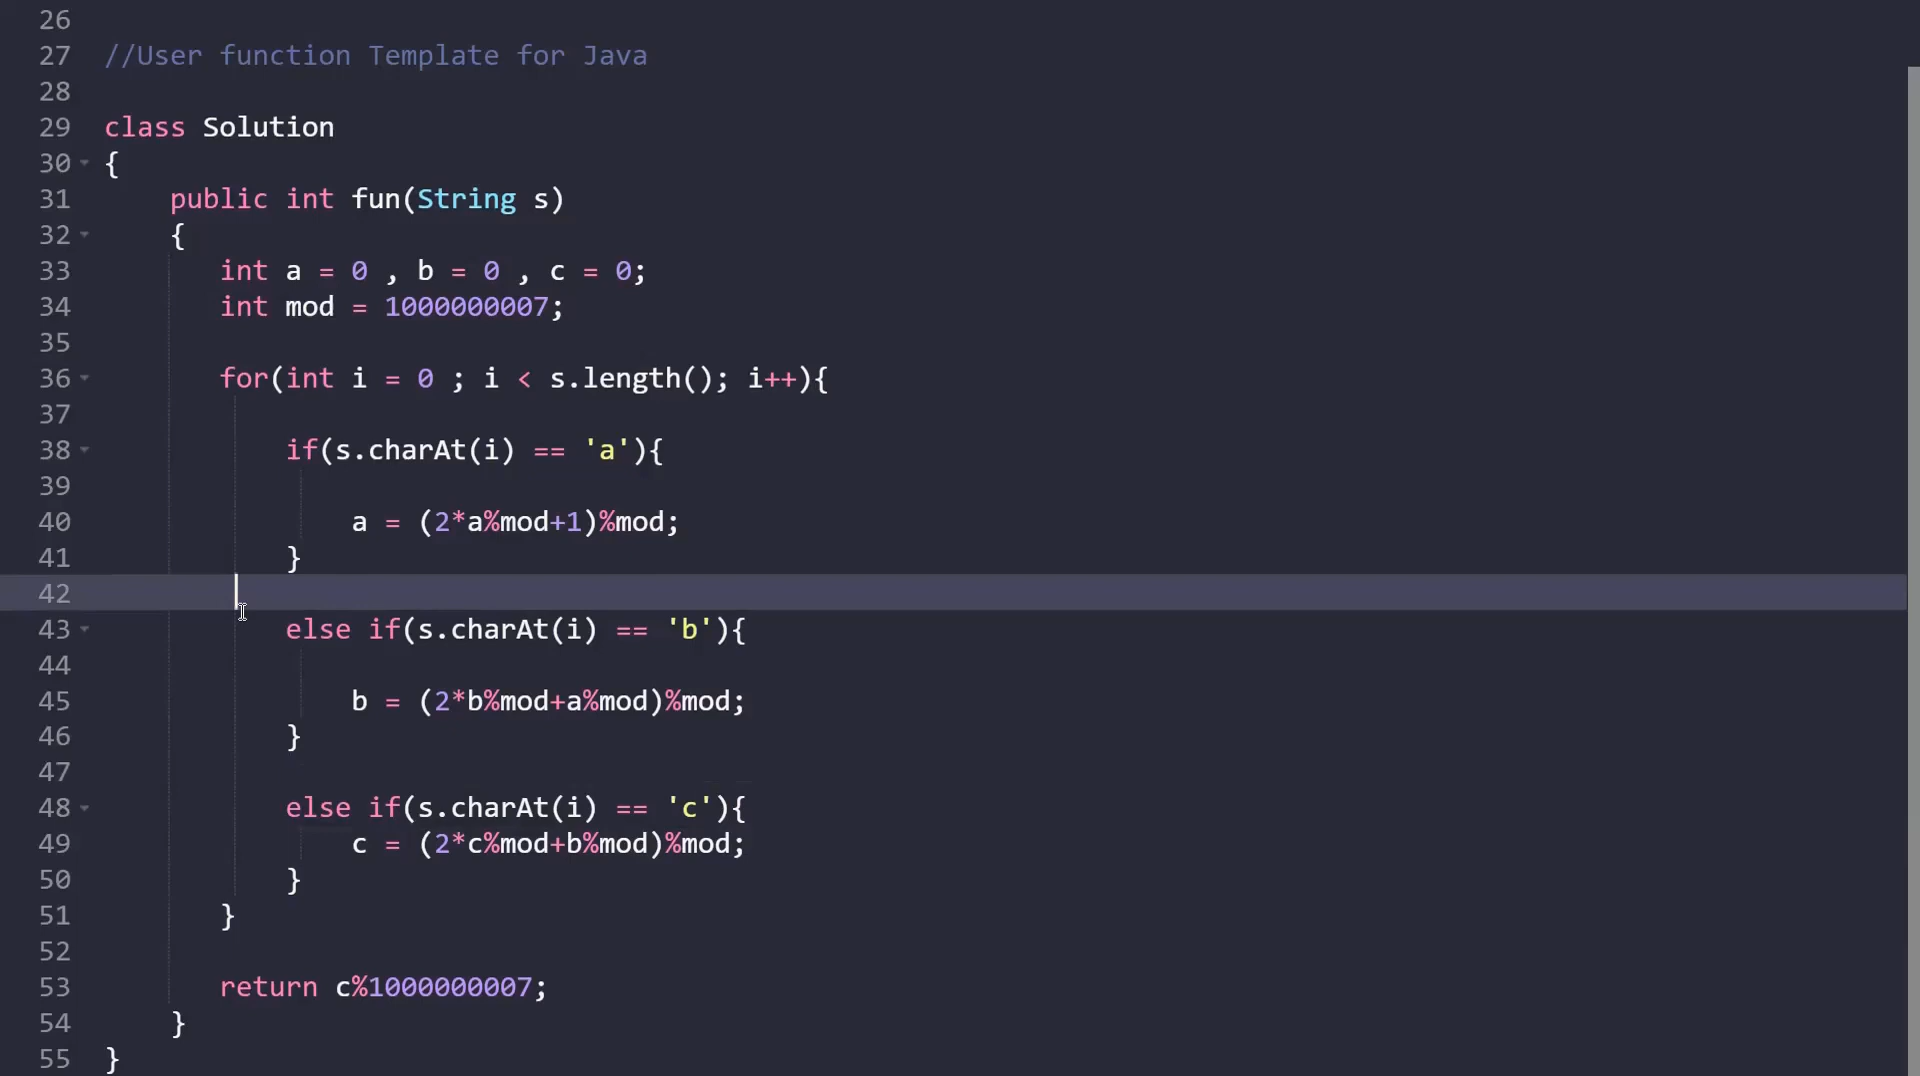 26
27 //User function Template for Java
28
29 class Solution
30 {
31     public int fun(String s)
32     {
33        int a = 0 , b = 0 , c = 0;
34        int mod = 1000000007;
35
36        for(int i = 0 ; i < s.length(); i++){
37
38            if(s.charAt(i) == 'a'){
39
40                a = (2*a%mod+1)%mod;
41            }
42
43            else if(s.charAt(i) == 'b'){
44
45                b = (2*b%mod+a%mod)%mod;
46            }
47
48            else if(s.charAt(i) == 'c'){
49                c = (2*c%mod+b%mod)%mod;
50            }
51        }
52
53        return c%1000000007;
54     }
55 }